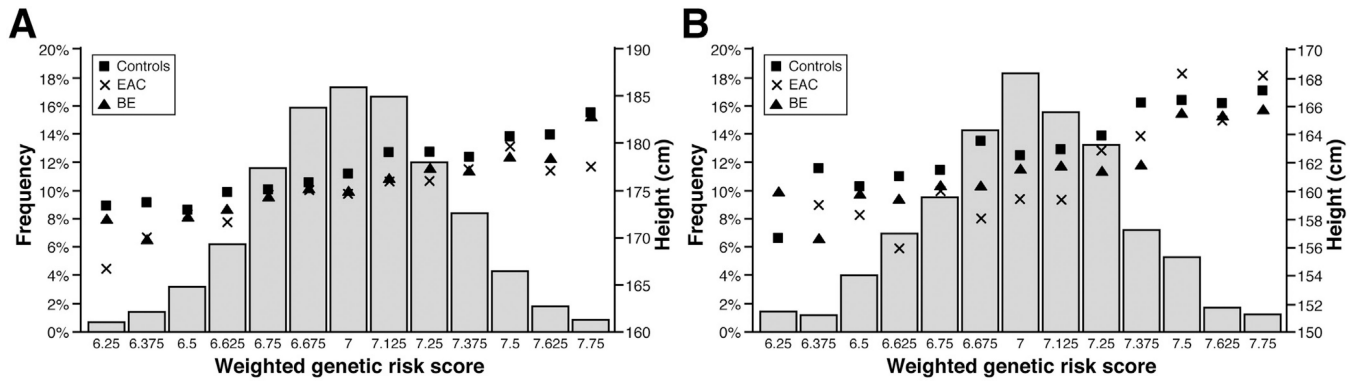 A
20%
18%
16%
14%
12%
10%
8%
6%
4%
2%
0%
Frequency
Controls
EAC
BE
190
185
180
175
170
165
160
Height (cm)
6.25 6.375 6.5 6.625 6.75 6.675 7 7.125 7.25 7.375 7.5 7.625 7.75
Weighted genetic risk score
B
20%
18%
16%
14%
12%
10%
8%
6%
4%
2%
0%
Frequency
Controls
EAC
BE
170
168
166
164
162
160
158
156
154
152
150
Height (cm)
6.25 6.375 6.5 6.625 6.75 6.675 7 7.125 7.25 7.375 7.5 7.625 7.75
Weighted genetic risk score